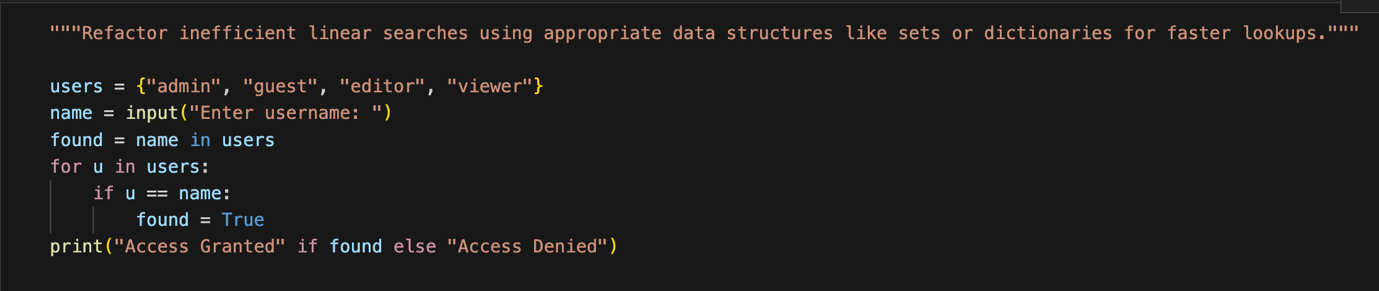 """Refactor inefficient linear searches using appropriate data structures like sets or dictionaries for faster lookups."""
users = {"admin", "guest", "editor", "viewer"}
name = input("Enter username: ")
found = name in users
for u in users:
    if u == name:
        found = True
print("Access Granted" if found else "Access Denied")